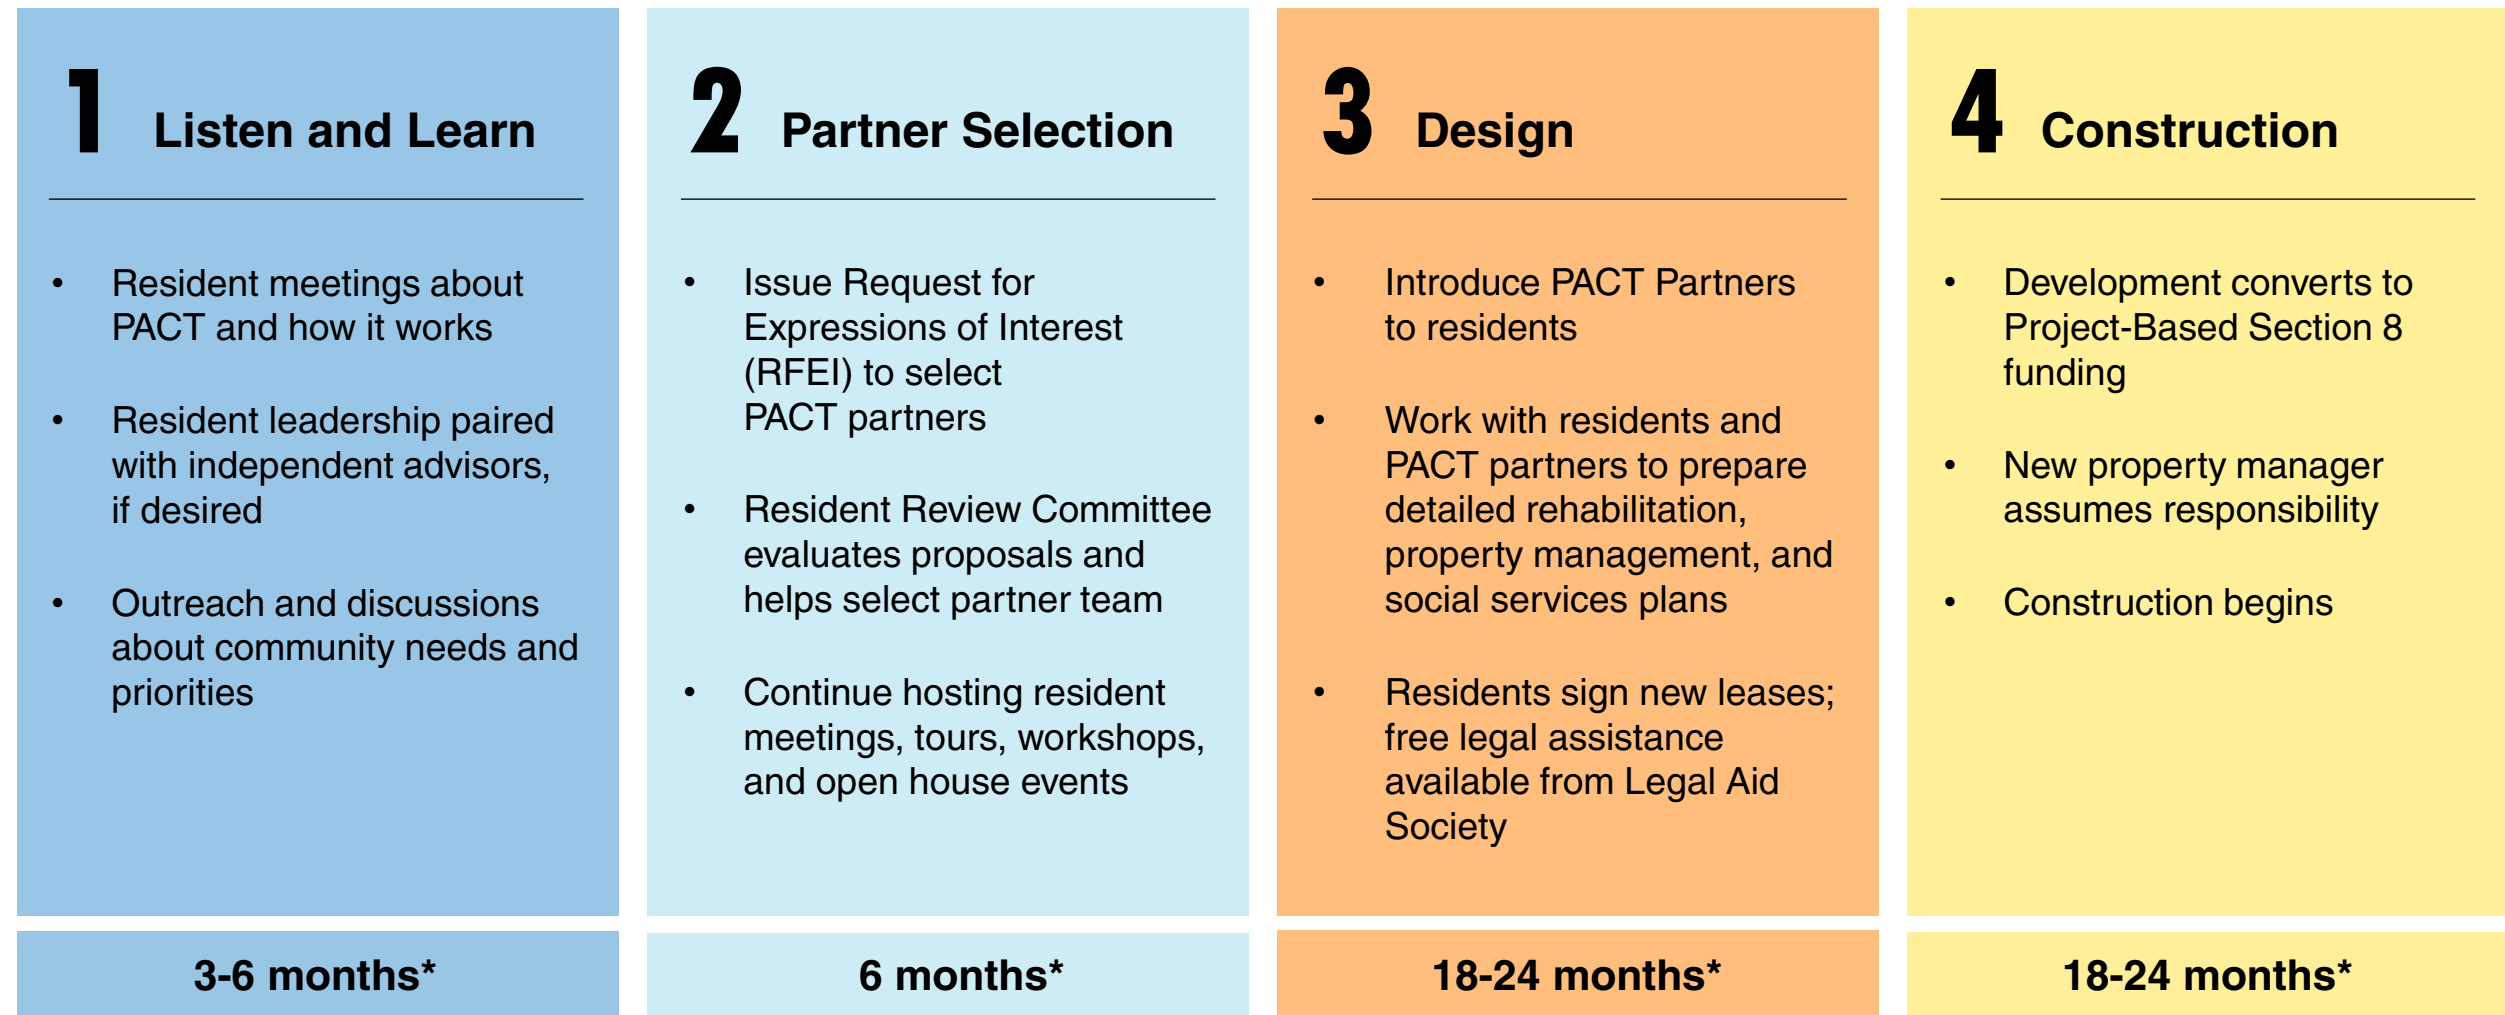 1 Listen and Learn
• Resident meetings about
PACT and how it works
• Resident leadership paired
with independent advisors,
if desired
• Outreach and discussions
about community needs and
priorities
3-6 months*
2 Partner Selection
• Issue Request for
Expressions of Interest
(RFEI) to select
PACT partners
• Resident Review Committee
evaluates proposals and
helps select partner team
• Continue hosting resident
meetings, tours, workshops,
and open house events
6 months*
3 Design
• Introduce PACT Partners
to residents
• Work with residents and
PACT partners to prepare
detailed rehabilitation,
property management, and
social services plans
• Residents sign new leases;
free legal assistance
available from Legal Aid
Society
18-24 months*
4 Construction
• Development converts to
Project-Based Section 8
funding
• New property manager
assumes responsibility
• Construction begins
18-24 months*